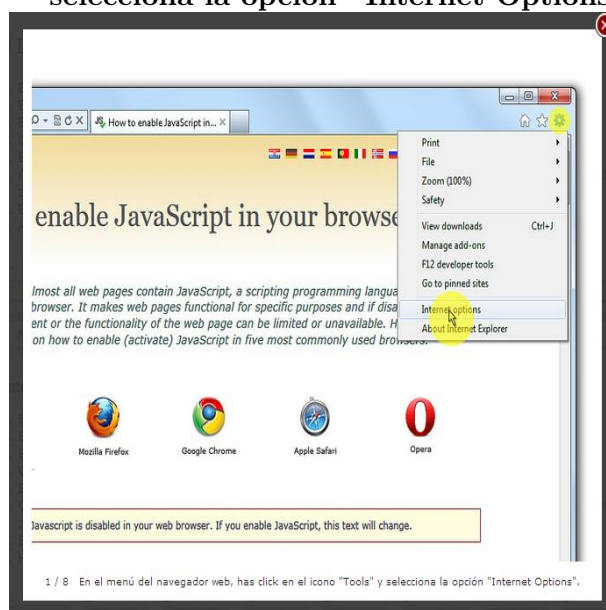 selecciona la opción "Internet Options
How to enable JavaScript in... X
Print
File
Zoom (100%)
Safety
View downloads Ctrl+J
Manage add-ons
F12 developer tools
Go to pinned sites
Internet options
About Internet Explorer
enable JavaScript in your browse
lmost all web pages contain JavaScript, a scripting programming langua
browser. It makes web pages functional for specific purposes and if disa
ent or the functionality of the web page can be limited or unavailable. H
on how to enable (activate) JavaScript in five most commonly used browsers.
Mozilla Firefox
Google Chrome
Apple Safari
Opera
Javascript is disabled in your web browser. If you enable JavaScript, this text will change.
1 / 8 En el menú del navegador web, has click en el icono "Tools" y selecciona la opción "Internet Options".